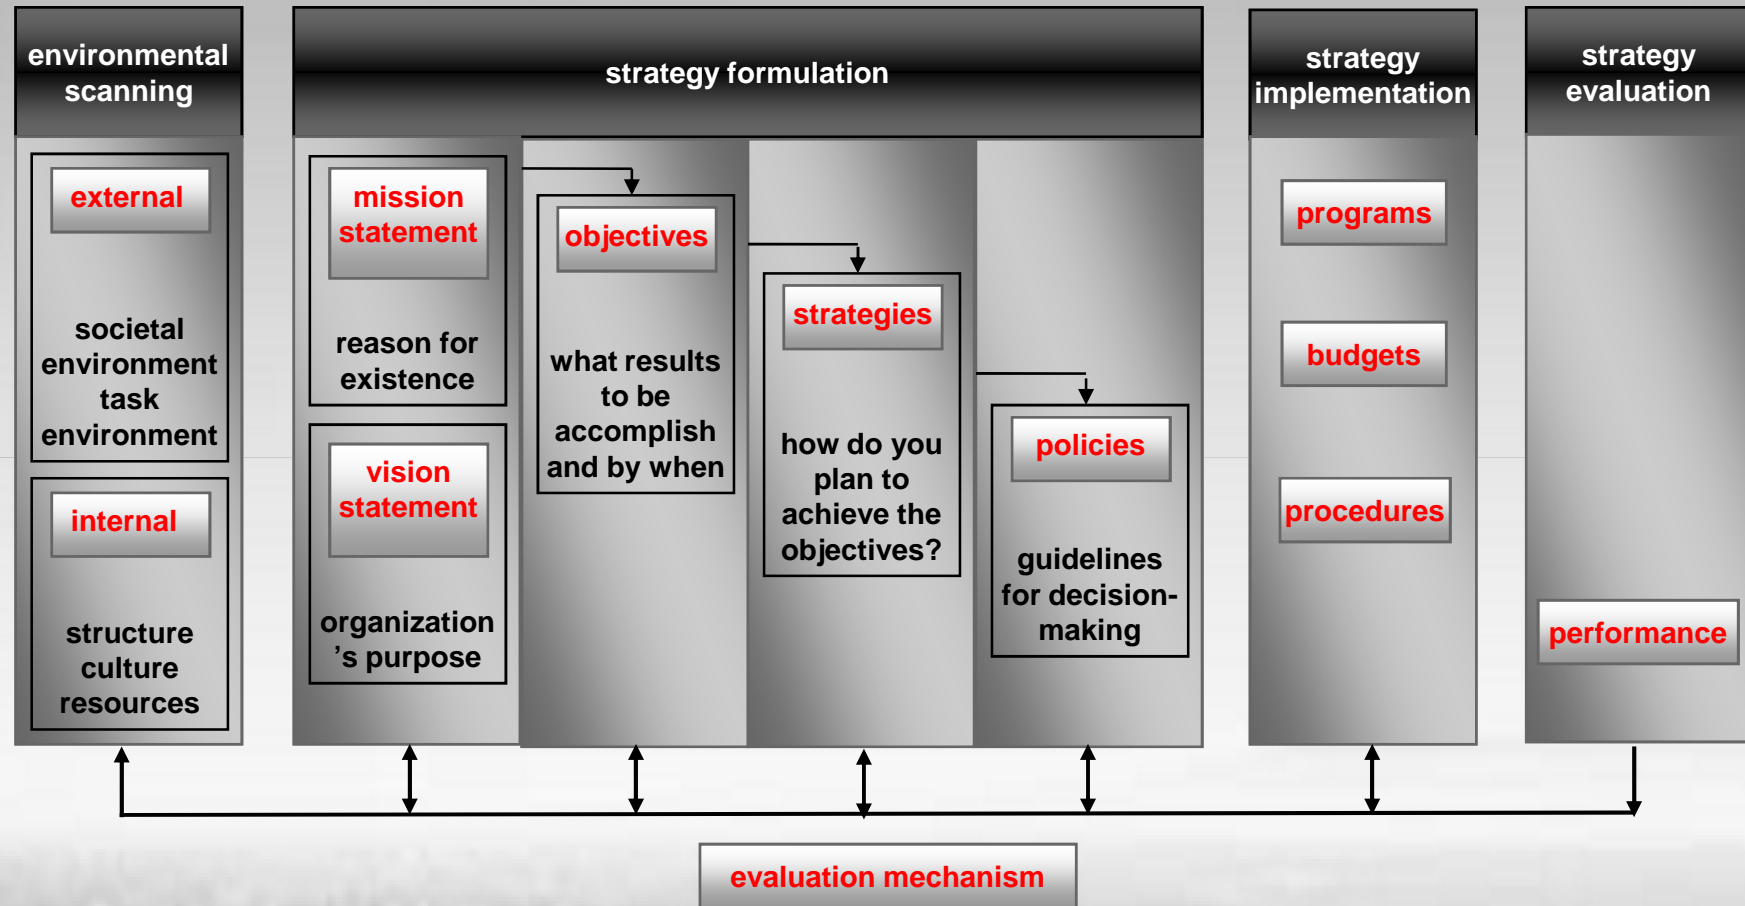 environmental
scanning
strategy formulation
strategy
implementation
strategy
evaluation
external
societal
environment
task
environment
internal
structure
culture
resources
mission
statement
reason for
existence
vision
statement
organization
’s purpose
objectives
what results
to be
accomplish
and by when
strategies
how do you
plan to
achieve the
objectives?
policies
guidelines
for decision-
making
programs
budgets
procedures
performance
evaluation mechanism